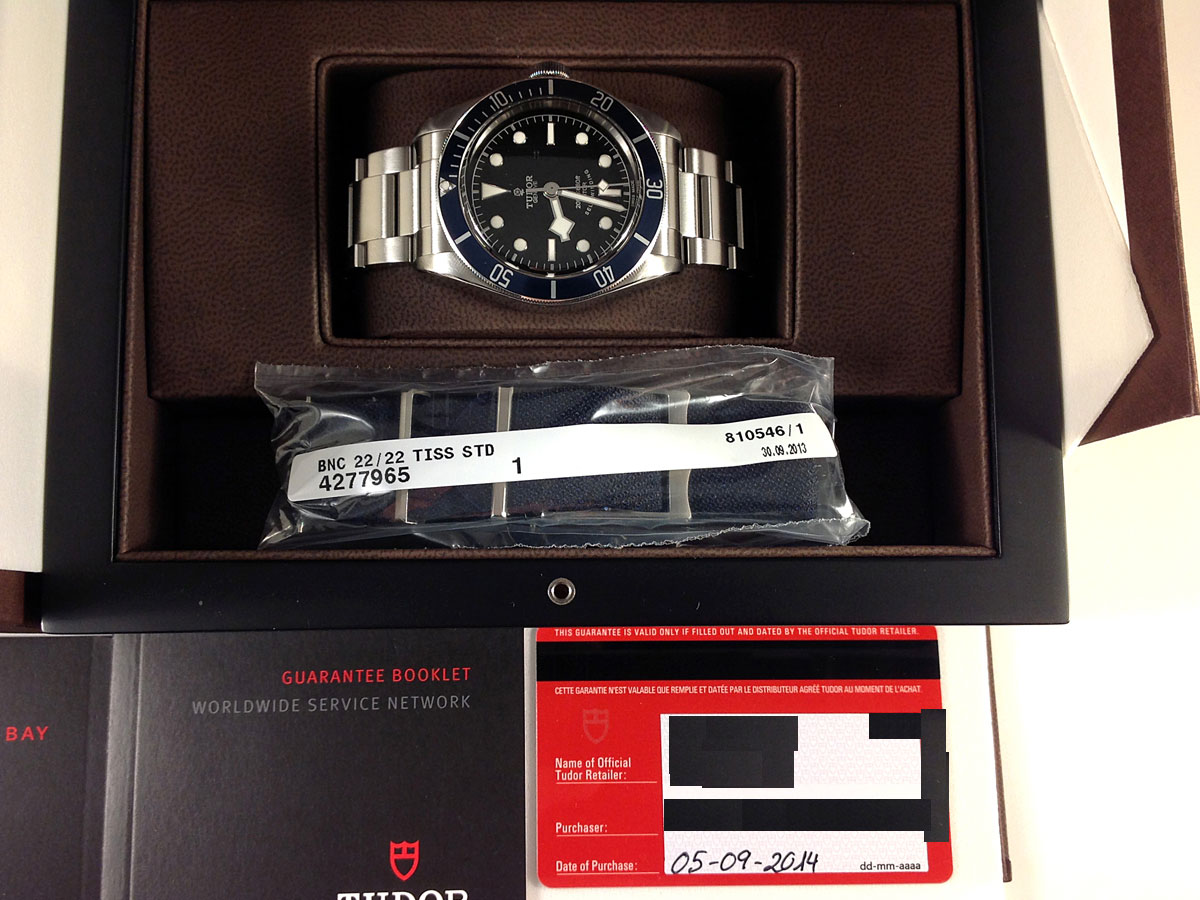 10
20
30
40
50
TUDOR
GENEVE
BNC 22/22 TISS STD
4277965
1
810546/1
30.09.2013
BAY
GUARANTEE BOOKLET
WORLDWIDE SERVICE NETWORK
TUDOR
THIS GUARANTEE IS VALID ONLY IF FILLED OUT AND DATED BY THE OFFICIAL TUDOR RETAILER.
CETTE GARANTIE N'EST VALABLE QUE REMPLIE ET DATÉE PAR LE DISTRIBUTEUR AGRÉÉ TUDOR AU MOMENT DE L'ACHAT.
Name of Official
Tudor Retailer:
Purchaser:
Date of Purchase: 05-09-2014 dd-mm-aaaa